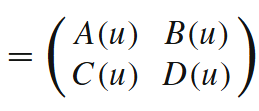 = ( A(u) B(u)
C(u) D(u) )